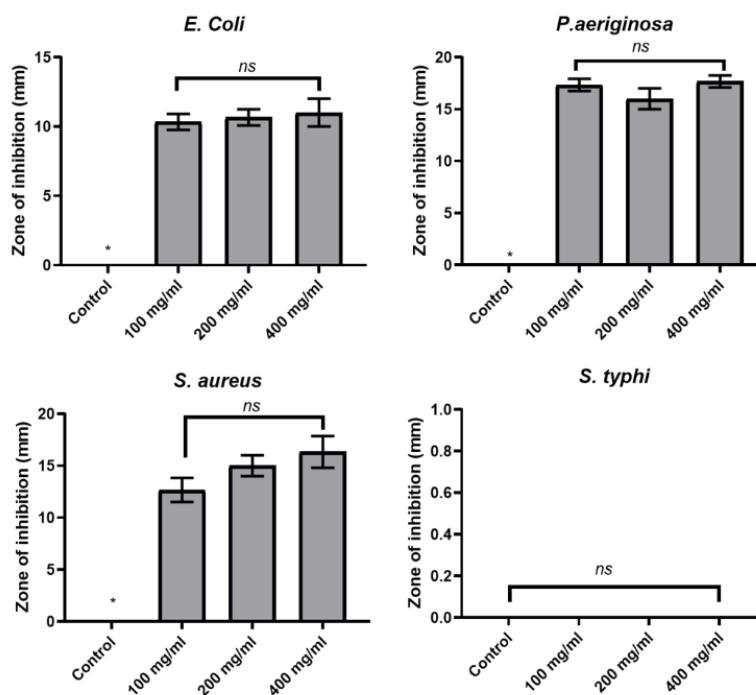 E. Coli
Zone of inhibition (mm)
15
10
5
0
ns
*
Control
100 mg/ml
200 mg/ml
400 mg/ml
P.aeriginosa
Zone of inhibition (mm)
20
15
10
5
0
ns
*
Control
100 mg/ml
200 mg/ml
400 mg/ml
S. aureus
Zone of inhibition (mm)
20
15
10
5
0
ns
*
Control
100 mg/ml
200 mg/ml
400 mg/ml
S. typhi
Zone of inhibition (mm)
1.0
0.8
0.6
0.4
0.2
0.0
ns
Control
100 mg/ml
200 mg/ml
400 mg/ml